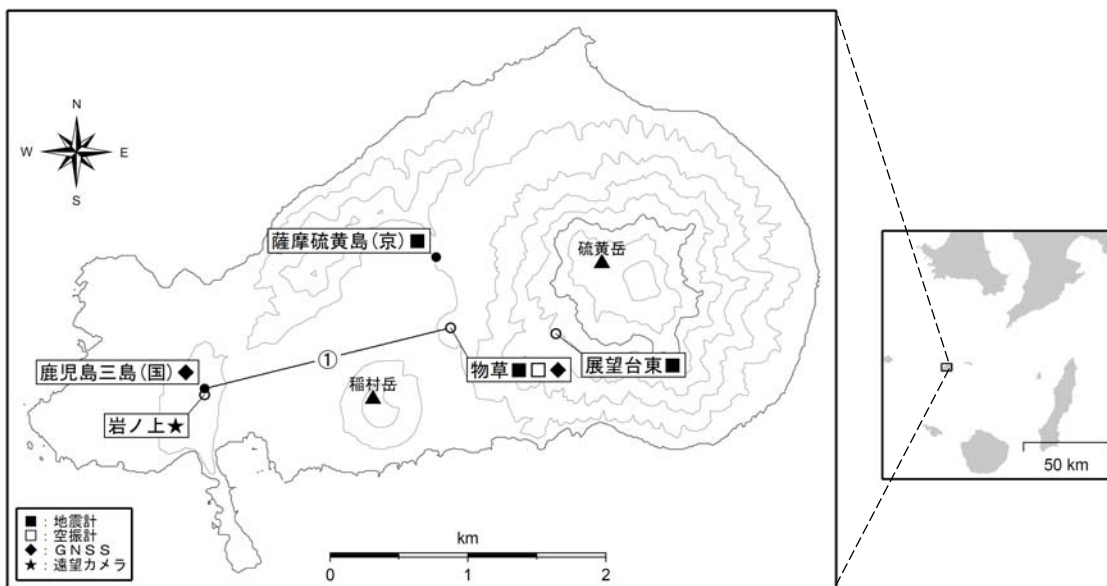 N
W
E
S
薩摩硫黄島(京)■
硫黄岳
①
鹿児島三島(国)◆
物草■□◆
展望台東■
稲村岳
岩ノ上★
50 km
■:地震計
□:空振計
◆:GNSS
★:遠望カメラ
km
0 1 2